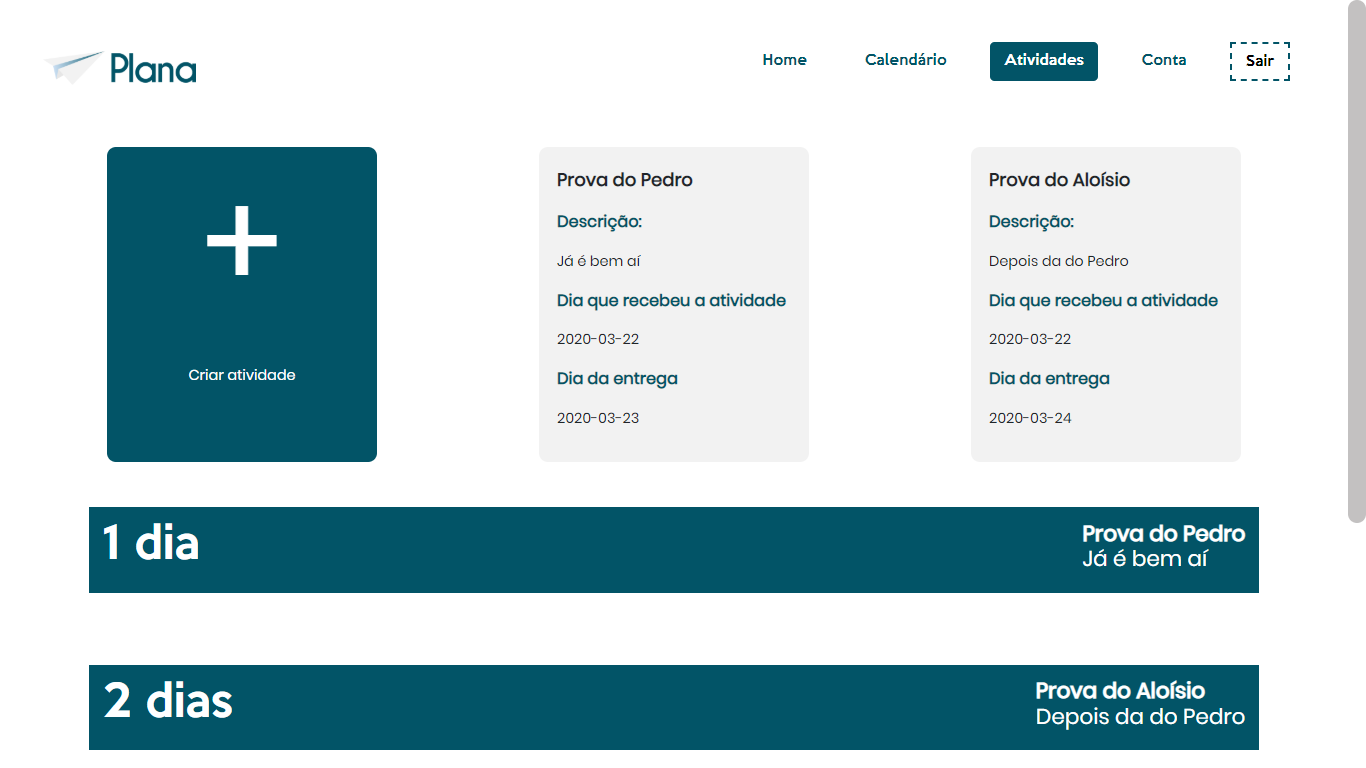 Plana
Home
Calendário
Atividades
Conta
Sair
Criar atividade
Prova do Pedro
Descrição:
Já é bem aí
Dia que recebeu a atividade
2020-03-22
Dia da entrega
2020-03-23
Prova do Aloísio
Descrição:
Depois da do Pedro
Dia que recebeu a atividade
2020-03-22
Dia da entrega
2020-03-24
1 dia
Prova do Pedro
Já é bem aí
2 dias
Prova do Aloísio
Depois da do Pedro